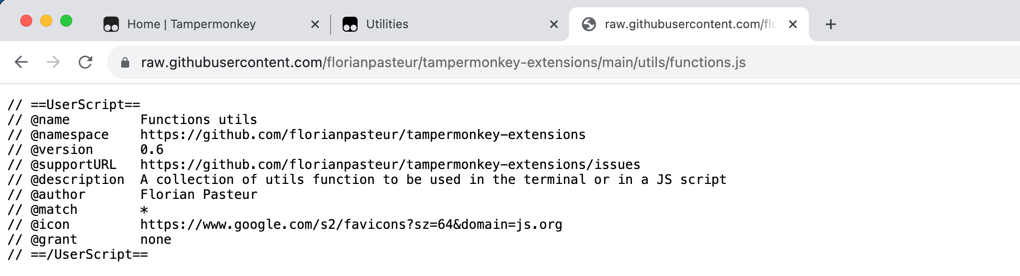 Home | Tampermonkey
Utilities
raw.githubusercontent.com/flo
raw.githubusercontent.com/florianpasteur/tampermonkey-extensions/main/utils/functions.js
// ==UserScript==
// @name         Functions utils
// @namespace    https://github.com/florianpasteur/tampermonkey-extensions
// @version      0.6
// @supportURL   https://github.com/florianpasteur/tampermonkey-extensions/issues
// @description  A collection of utils function to be used in the terminal or in a JS script
// @author       Florian Pasteur
// @match        *
// @icon         https://www.google.com/s2/favicons?sz=64&domain=js.org
// @grant        none
// ==/UserScript==